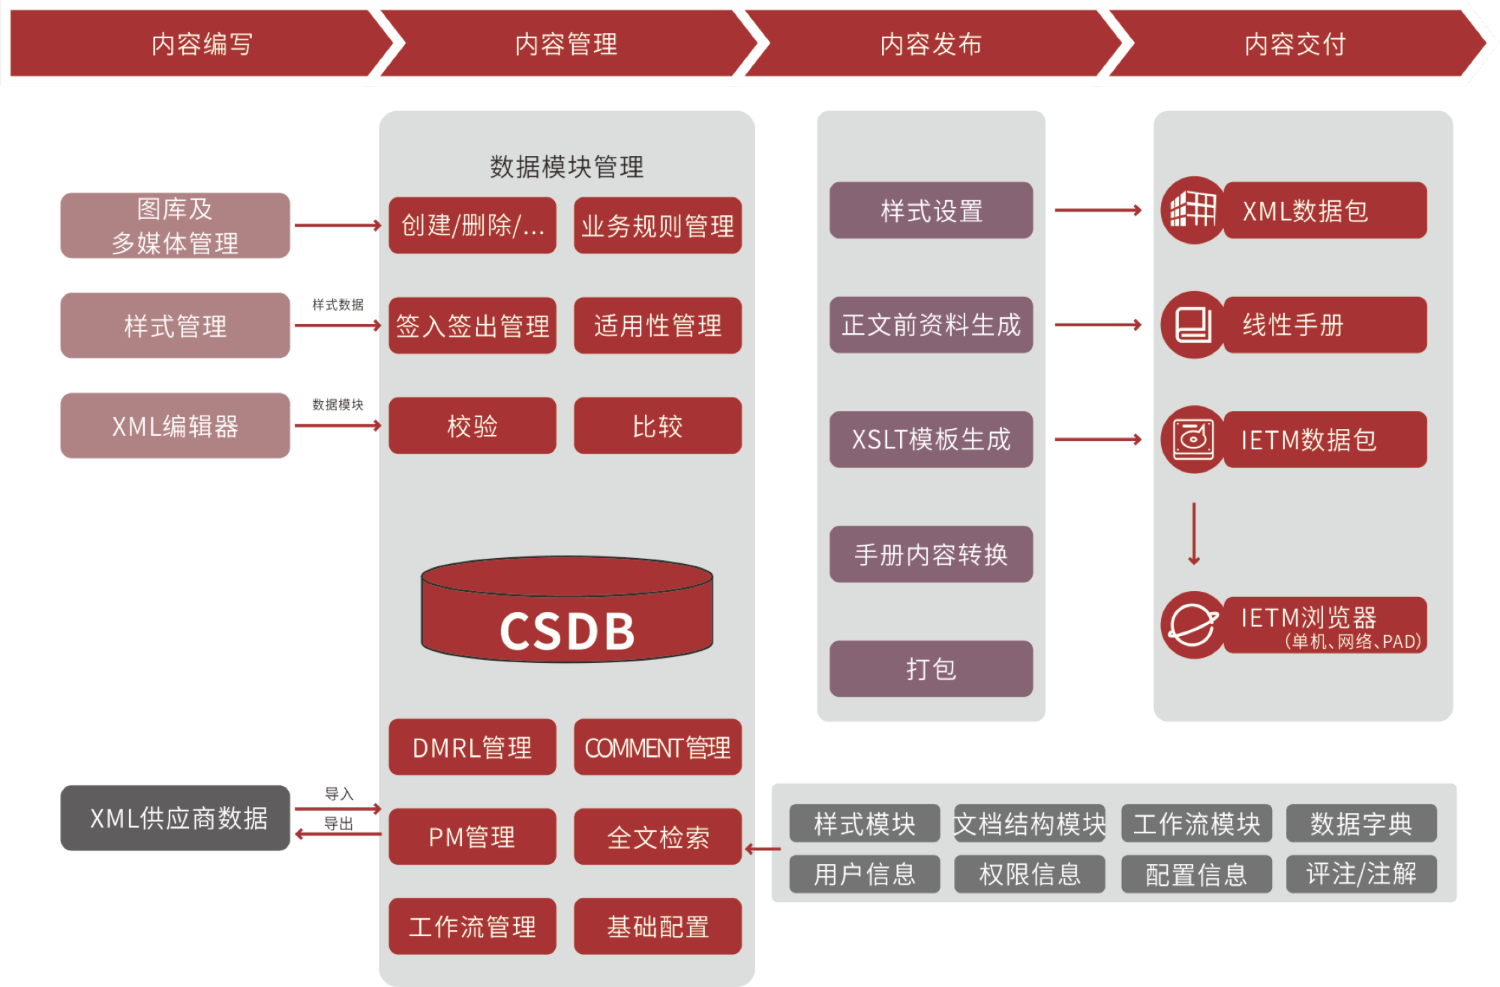 内容编写
内容管理
内容发布
内容交付
数据模块管理
图库及
多媒体管理
创建/删除/...
业务规则管理
样式管理
样式数据
签入签出管理
适用性管理
XML编辑器
数据模块
校验
比较
CSDB
DMRL管理
COMMENT管理
XML供应商数据
导入
导出
PM管理
全文检索
工作流管理
基础配置
样式设置
正文前资料生成
XSLT模板生成
手册内容转换
打包
XML数据包
线性手册
IETM数据包
IETM浏览器
(单机、网络、PAD)
样式模块
文档结构模块
工作流模块
数据字典
用户信息
权限信息
配置信息
评注/注解